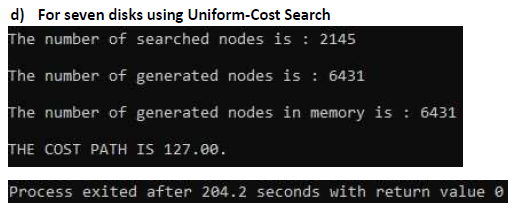 d) For seven disks using Uniform-Cost Search
The number of searched nodes is : 2145
The number of generated nodes is : 6431
The number of generated nodes in memory is : 6431
THE COST PATH IS 127.00.
Process exited after 204.2 seconds with return value 0